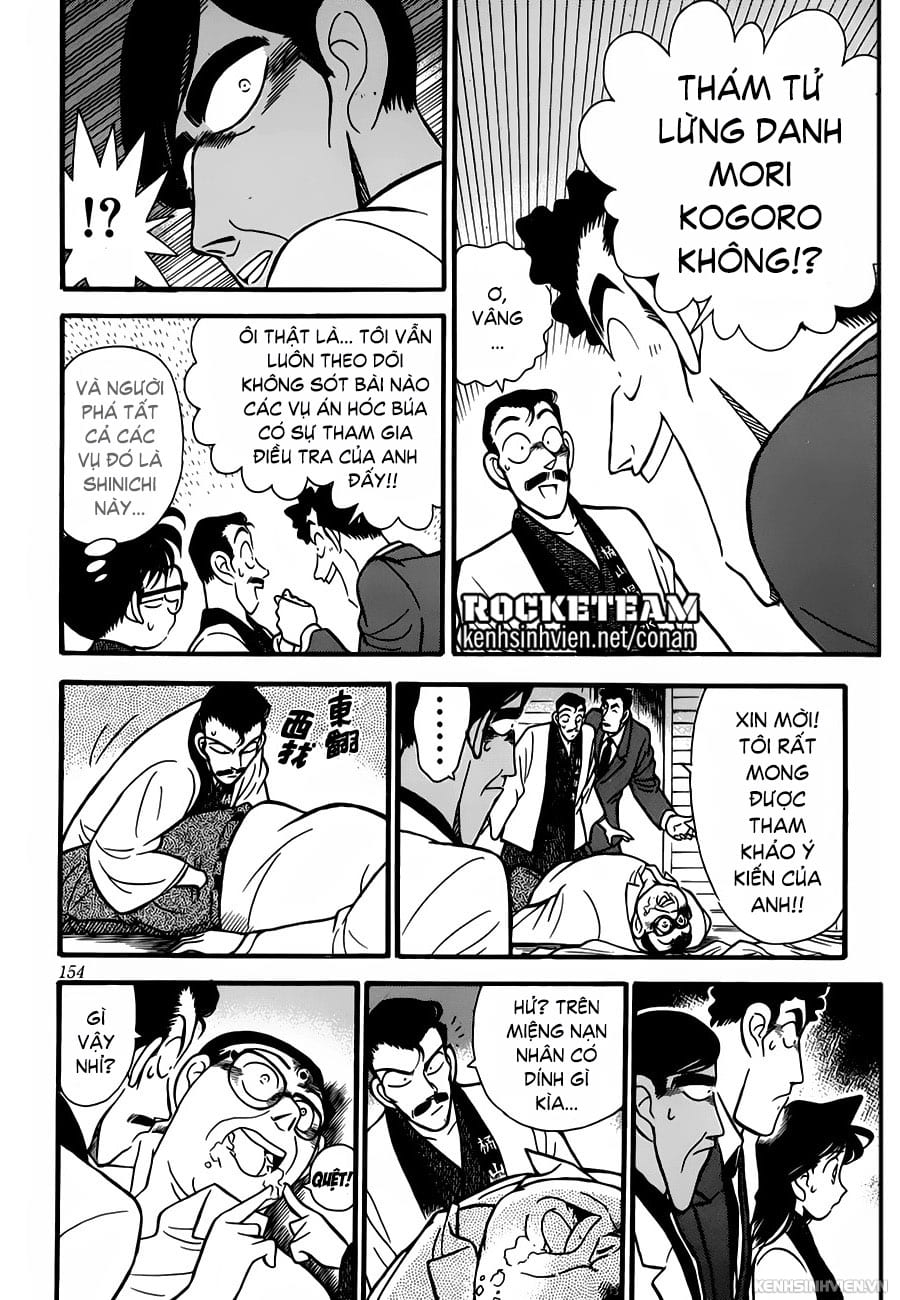 THÁM TỬ
LỪNG DANH
MORI
KOGORO
KHÔNG!?
Ơ,
VÂNG
...
!?
ÔI THẬT LÀ... TÔI VẪN
LUÔN THEO DÕI
KHÔNG SÓT BÀI NÀO
CÁC VỤ ÁN HÓC BÚA
CÓ SỰ THAM GIA
ĐIỀU TRA CỦA ANH
ĐẤY!!
VÀ NGƯỜI
PHÁ TẤT
CẢ CÁC
VỤ ĐÓ LÀ
SHINICHI
NÀY...
ROCKETEAM
kenhsinhvien.net/conan
XIN MỜI!
TÔI RẤT
MONG
ĐƯỢC
THAM
KHẢO Ý
KIẾN CỦA
ANH!!
......
154
HỨ? TRÊN
MIỆNG NẠN
NHÂN CÓ
DÍNH GÌ
KÌA...
GÌ
VẬY
NHỈ?
QUỆT!
KENHSINHVIEN.VN